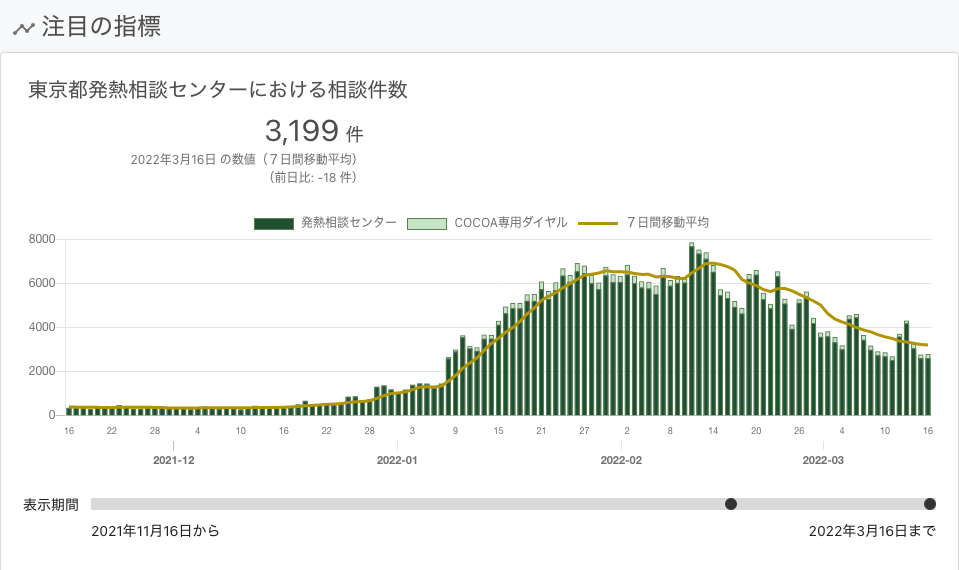 注目の指標
東京都発熱相談センターにおける相談件数
3,199 件
2022年3月16日 の数値（７日間移動平均）
（前日比: -18 件）
発熱相談センター COCOA専用ダイヤル ７日間移動平均
8000
6000
4000
2000
0
16 22 28 4 10 16 22 28 3 9 15 21 27 2 8 14 20 26 4 10 16
2021-12 2022-01 2022-02 2022-03
表示期間
2021年11月16日から 2022年3月16日まで